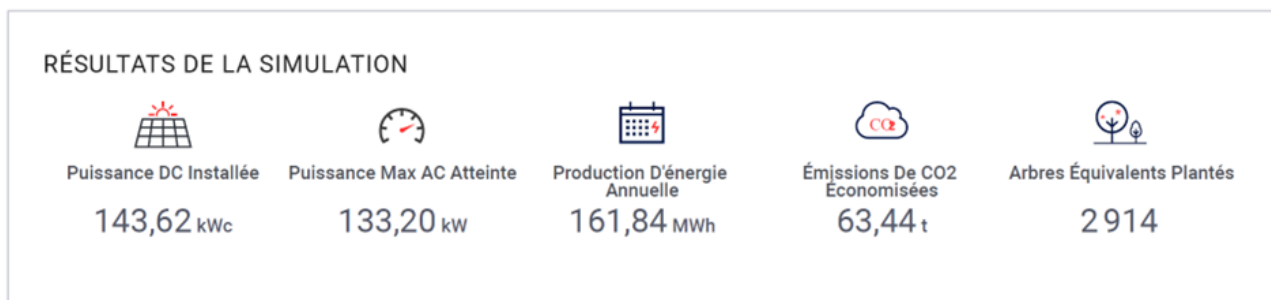 RÉSULTATS DE LA SIMULATION
CO2
Puissance DC Installée
143,62 kWc
Puissance Max AC Atteinte
133,20 kW
Production D'énergie
Annuelle
161,84 MWh
Émissions De CO2
Économisées
63,44 t
Arbres Équivalents Plantés
2 914